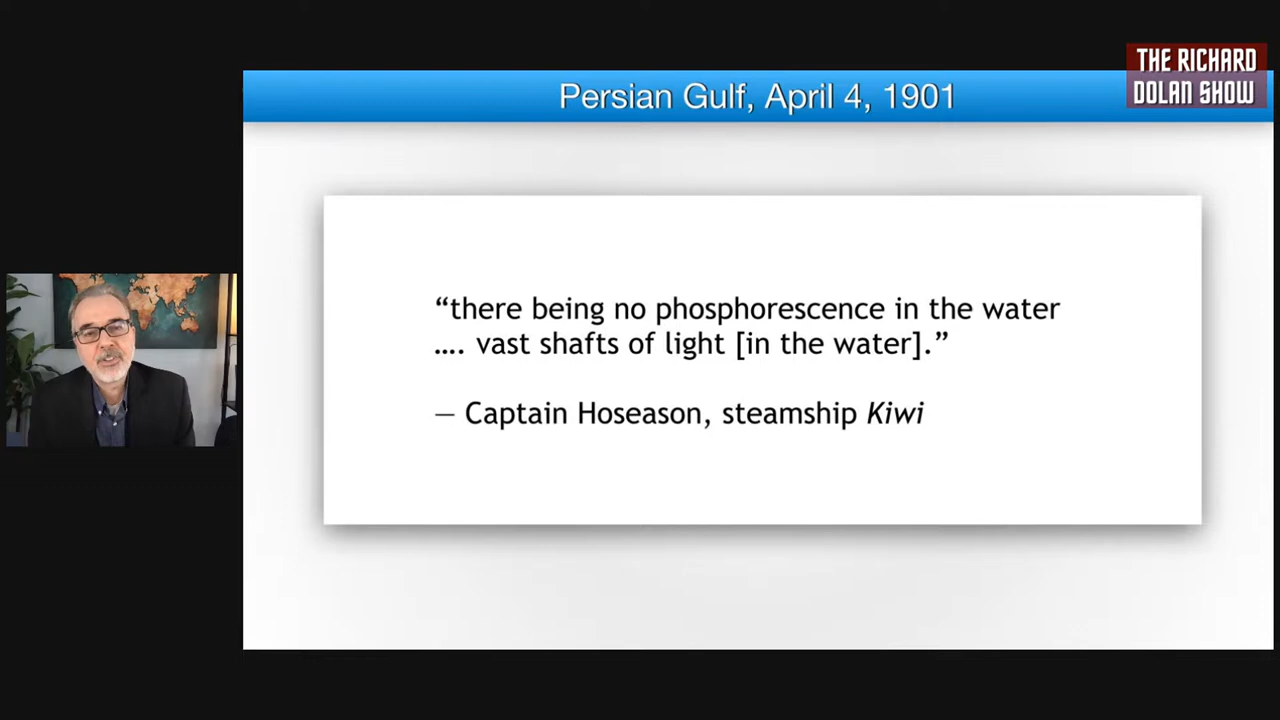 THE RICHARD
DOLAN SHOW
Persian Gulf, April 4, 1901
“there being no phosphorescence in the water
…. vast shafts of light [in the water].”
— Captain Hoseason, steamship Kiwi